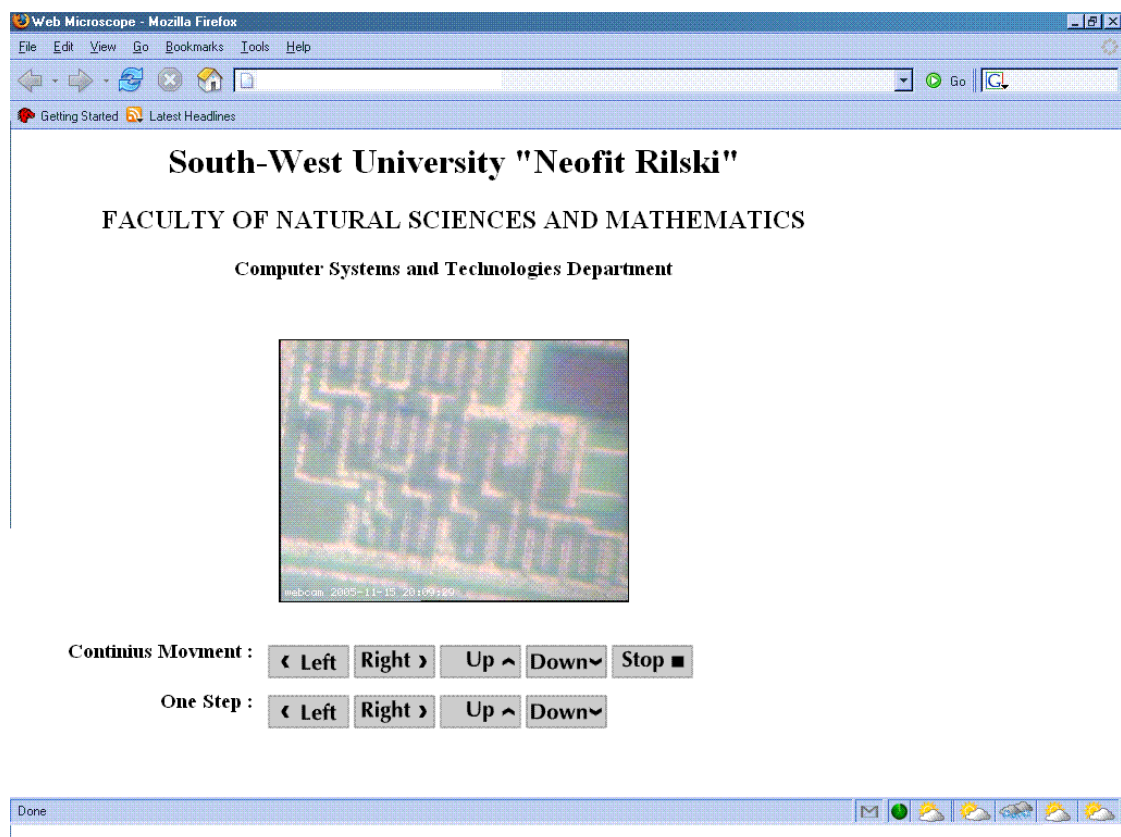 Web Microscope - Mozilla Firefox
File Edit View Go Bookmarks Tools Help
Go G
Getting Started Latest Headlines
South-West University "Neofit Rilski"
FACULTY OF NATURAL SCIENCES AND MATHEMATICS
Computer Systems and Technologies Department
webcam 2005-11-15 20:09:29
Continius Movment : Left Right Up Down Stop
One Step : Left Right Up Down
Done